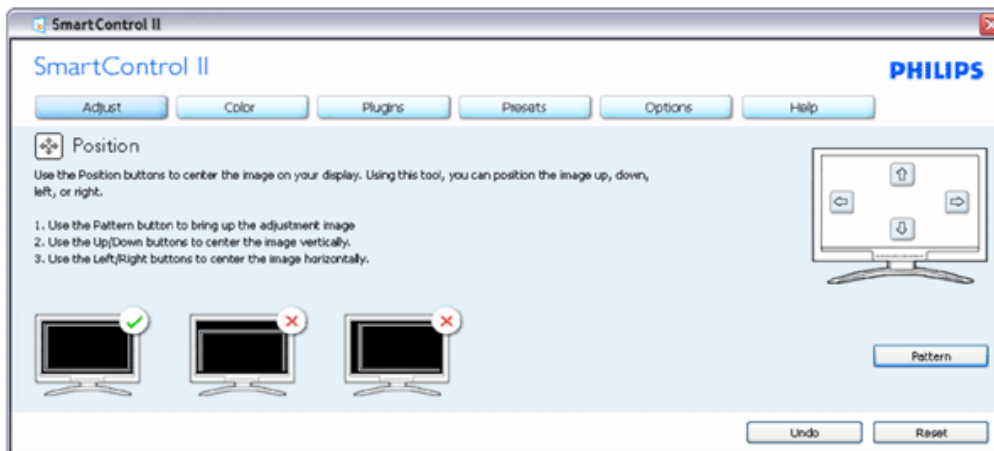 SmartControl II
SmartControl II
PHILIPS
Adjust Color Plugins Presets Options Help
Position
Use the Position buttons to center the image on your display. Using this tool, you can position the image up, down,
left, or right.
1. Use the Pattern button to bring up the adjustment image
2. Use the Up/Down buttons to center the image vertically.
3. Use the Left/Right buttons to center the image horizontally.
Pattern
Undo Reset